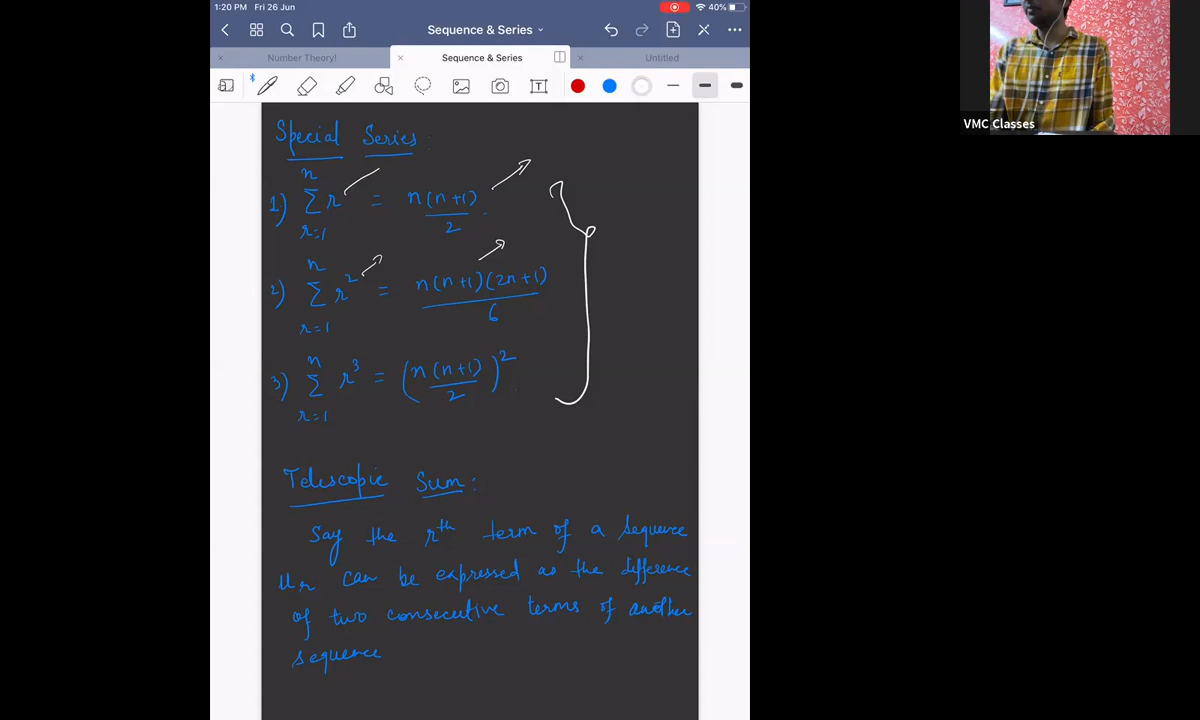 1:20 PM Fri 26 Jun 40%
Sequence & Series
Number Theory! Sequence & Series Untitled
VMC Classes
Special Series:
1) n∑r=1 r = n(n+1)/2
2) n∑r=1 r² = n(n+1)(2n+1)/6
3) n∑r=1 r³ = (n(n+1)/2)²
Telescopic Sum:
Say the rth term of a sequence
ur can be expressed as the difference
of two consecutive terms of another
sequence